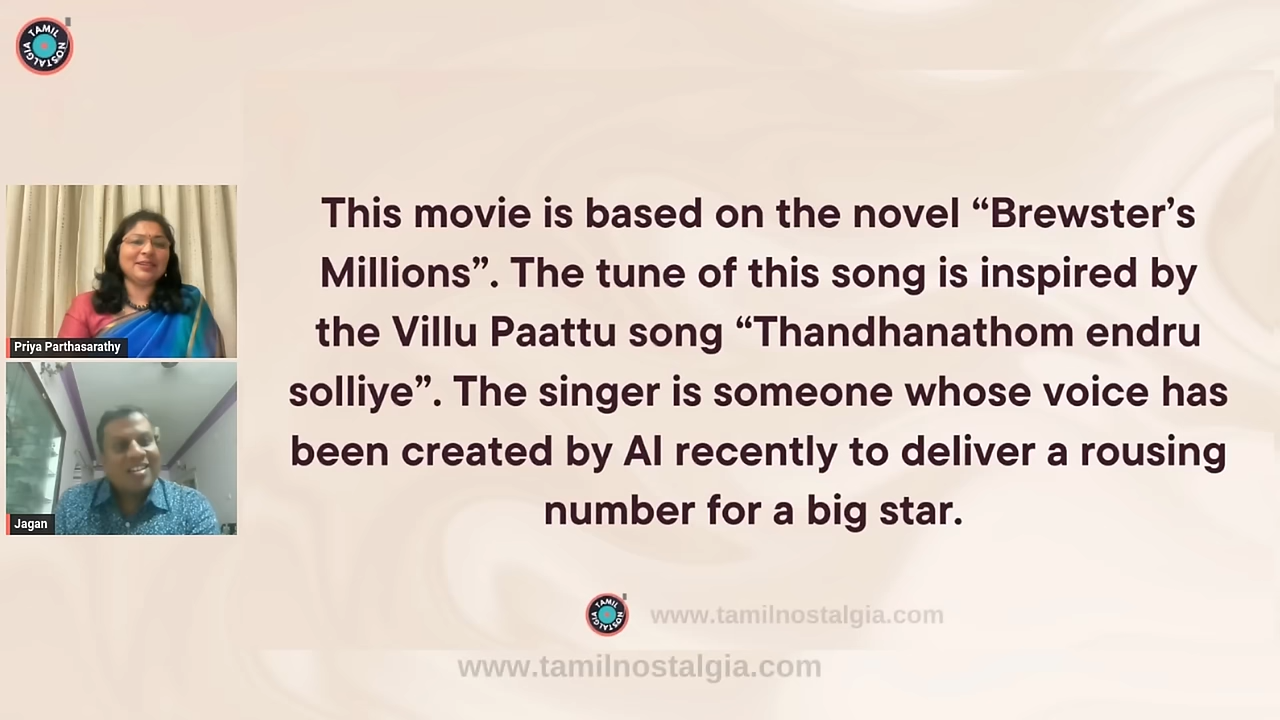 TAMIL NOSTALGIA
This movie is based on the novel “Brewster’s
Millions”. The tune of this song is inspired by
the Villu Paattu song “Thandhanathom endru
solliye”. The singer is someone whose voice has
been created by AI recently to deliver a rousing
number for a big star.
Priya Parthasarathy
Jagan
TAMIL NOSTALGIA
www.tamilnostalgia.com
www.tamilnostalgia.com